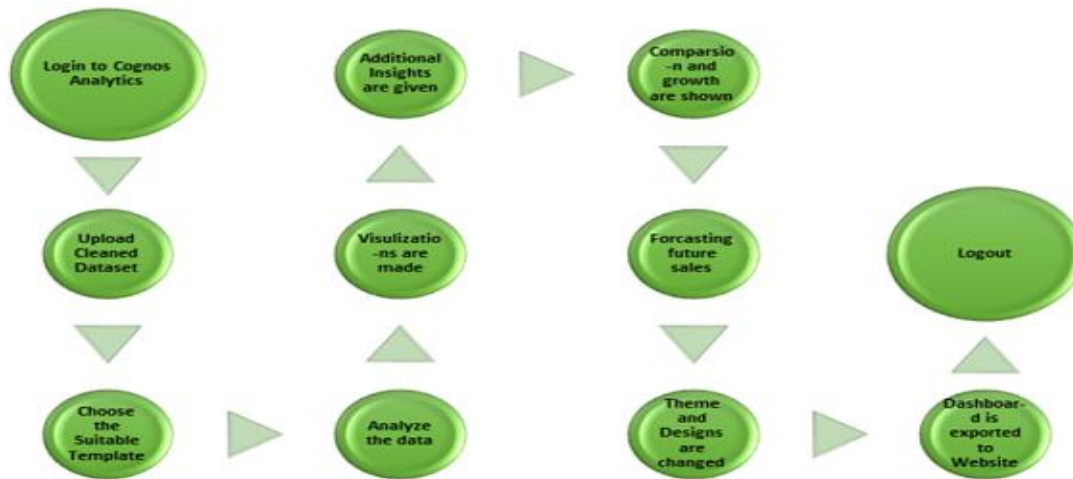 Login to Cognos
Analytics
Upload
Cleaned
Dataset
Choose
the
Suitable
Template
Analyze
the data
Visulizatio
-ns are
made
Additional
Insights
are given
Comparsio
-n and
growth
are shown
Forcasting
future
sales
Theme
and
Designs
are
changed
Dashboar-
d is
exported
to
Website
Logout